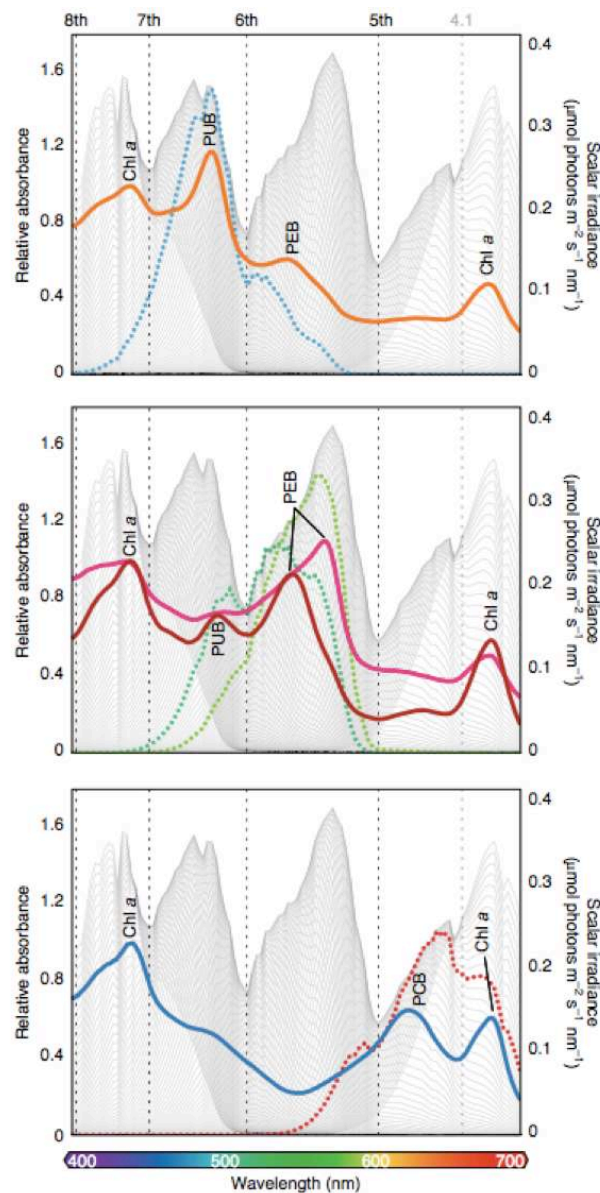 8th 7th 6th 5th 4.1
Relative absorbance
1.6
1.2
0.8
0.4
0
Chl a
PUB
PEB
Chl a
0.4
0.3
0.2
0.1
0
Scalar irradiance
(µmol photons m⁻² s⁻¹ nm⁻¹)
Relative absorbance
1.6
1.2
0.8
0.4
0
Chl a
PUB
PEB
Chl a
0.4
0.3
0.2
0.1
0
Scalar irradiance
(µmol photons m⁻² s⁻¹ nm⁻¹)
Relative absorbance
1.6
1.2
0.8
0.4
0
Chl a
PCB
Chl a
0.4
0.3
0.2
0.1
0
Scalar irradiance
(µmol photons m⁻² s⁻¹ nm⁻¹)
400 500 600 700
Wavelength (nm)